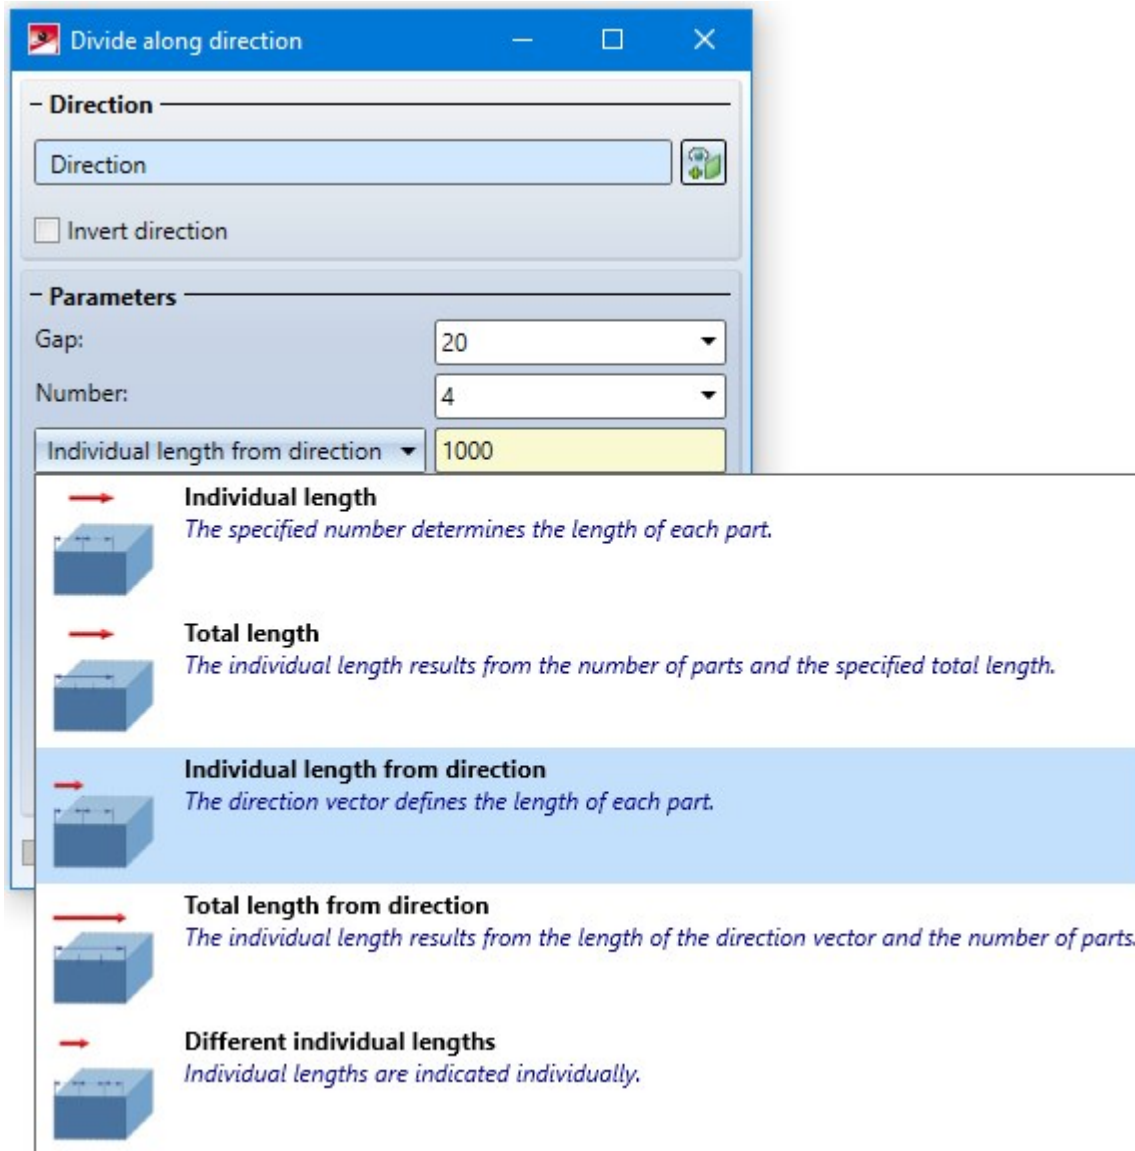 Divide along direction
Direction
Direction
Invert direction
Parameters
Gap:
20
Number:
4
Individual length from direction
1000
Individual length
The specified number determines the length of each part.
Total length
The individual length results from the number of parts and the specified total length.
Individual length from direction
The direction vector defines the length of each part.
Total length from direction
The individual length results from the length of the direction vector and the number of parts.
Different individual lengths
Individual lengths are indicated individually.